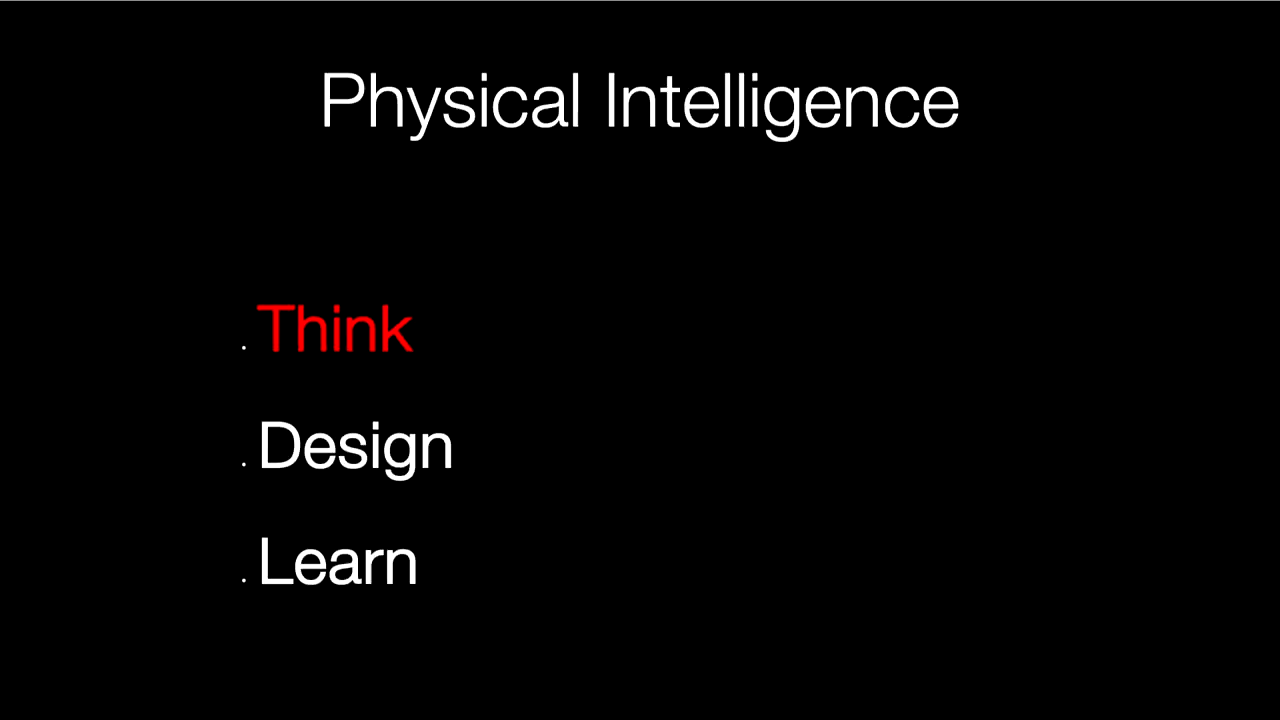 Physical Intelligence
. Think
. Design
. Learn